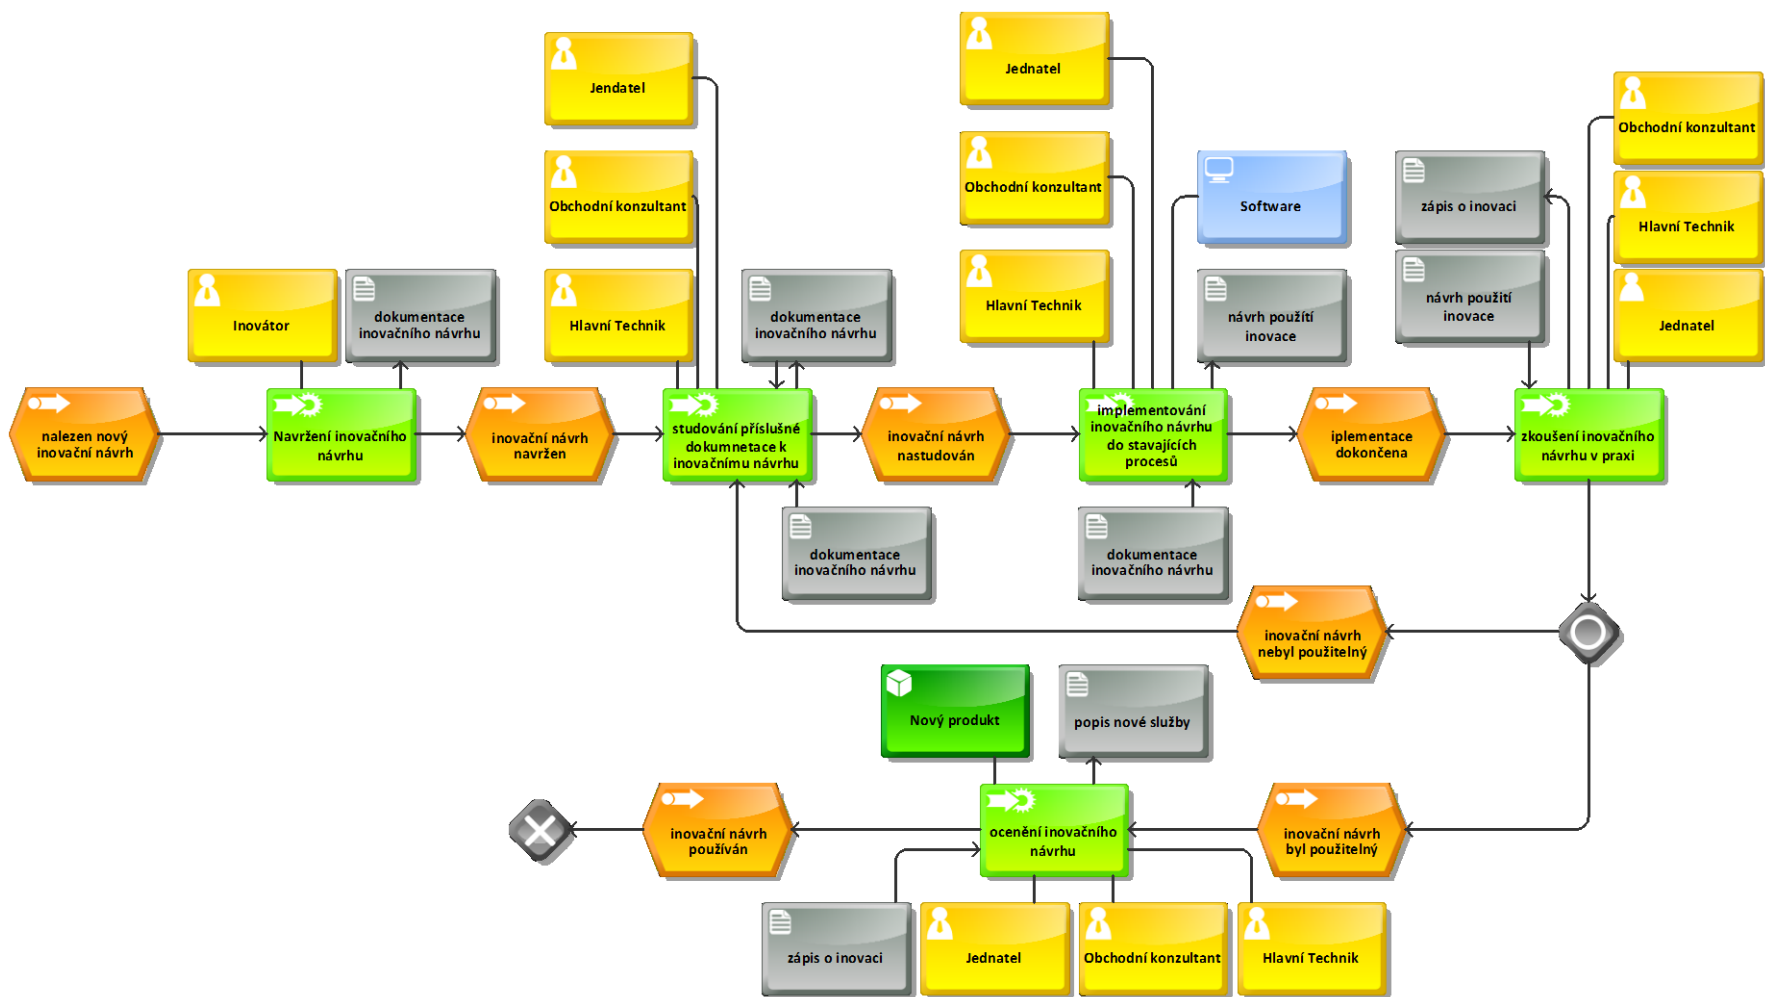 Jendatel
Obchodní konzultant
Hlavní Technik
Jednatel
Obchodní konzultant
Hlavní Technik
Software
návrh použítí
inovace
zápis o inovaci
návrh použití
inovace
Obchodní konzultant
Hlavní Technik
Jednatel
Inovátor
dokumentace
inovačního návrhu
dokumentace
inovačního návrhu
nalezen nový
inovační návrh
Navržení inovačního
návrhu
inovační návrh
navržen
studování příslušné
dokumnetace k
inovačnímu návrhu
inovační návrh
nastudován
implementování
inovačního návrhu
do stavajících
procesů
iplementace
dokončena
zkoušení inovačního
návrhu v praxi
dokumentace
inovačního návrhu
dokumentace
inovačního návrhu
inovační návrh
nebyl použitelný
Nový produkt
popis nové služby
inovační návrh
používán
ocenění inovačního
návrhu
inovační návrh
byl použitelný
zápis o inovaci
Jednatel
Obchodní konzultant
Hlavní Technik